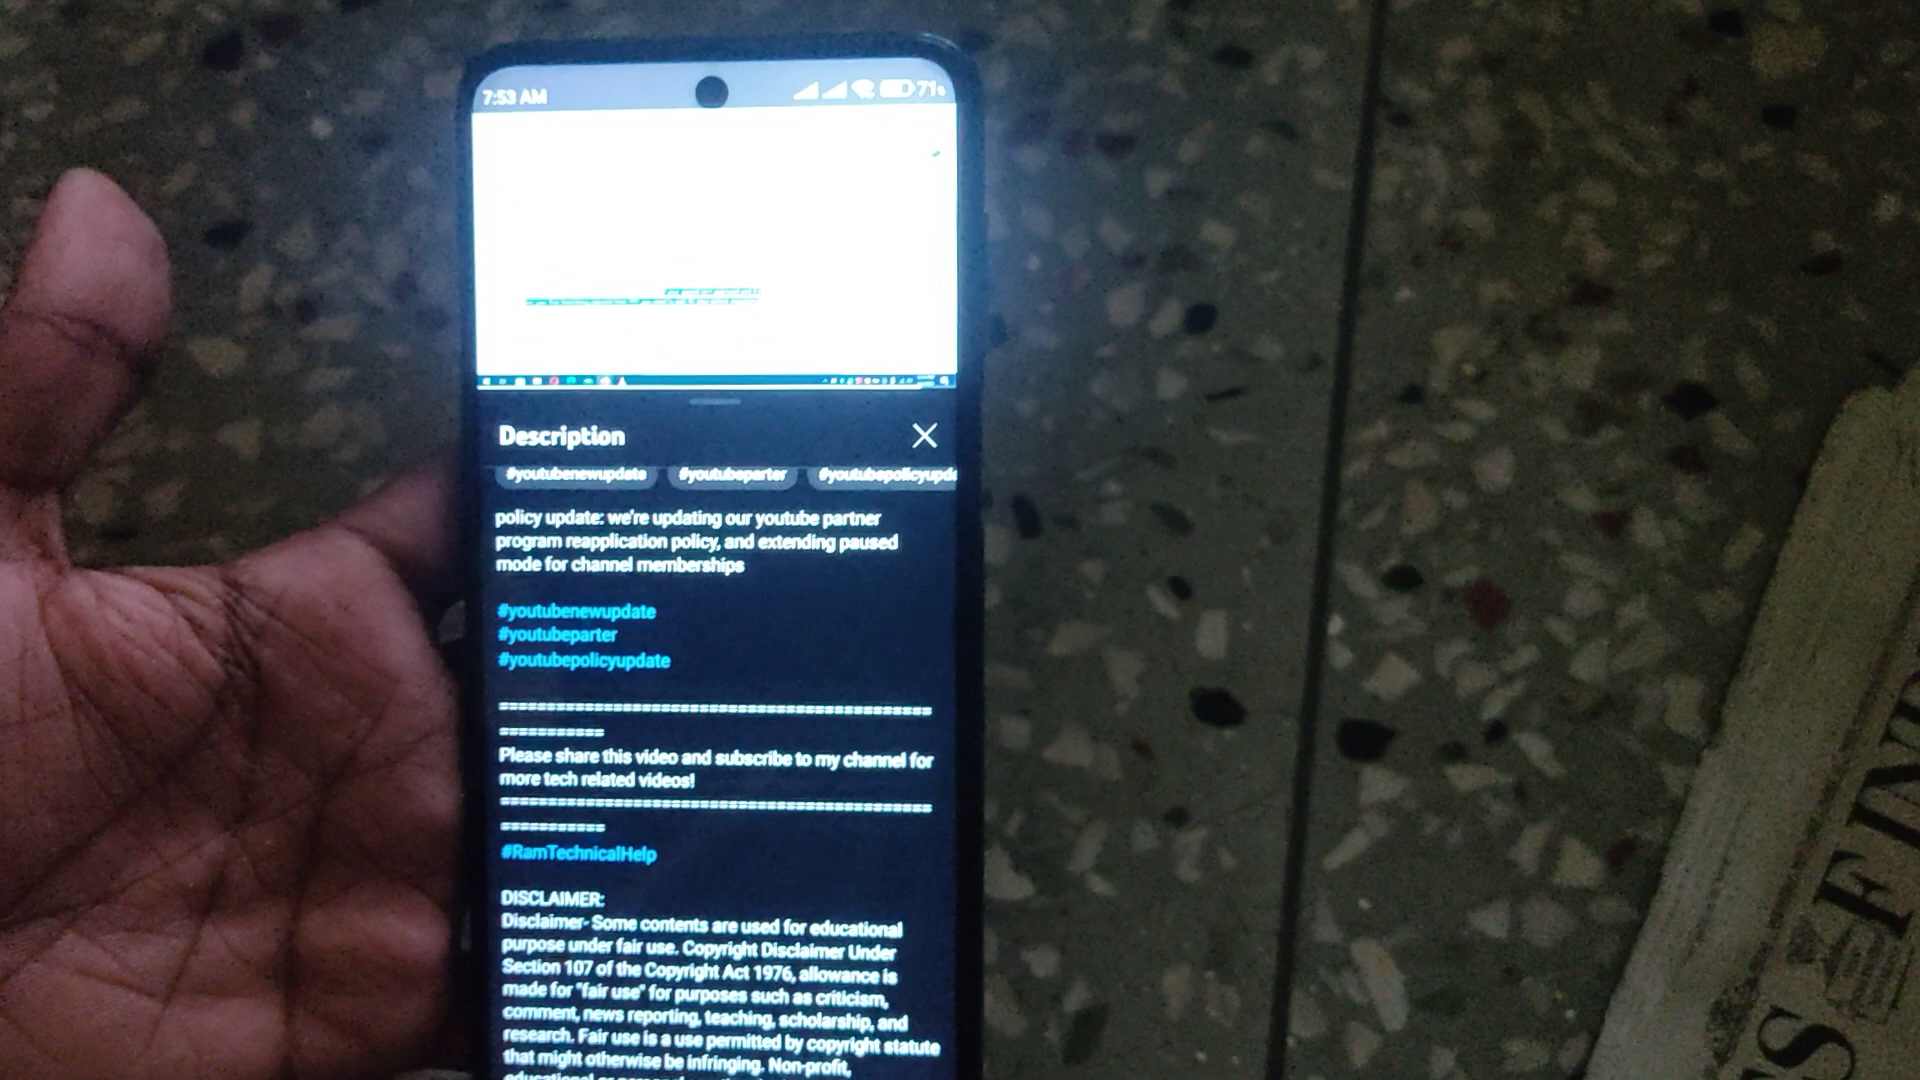 7:53 AM
71%
Description
#youtubenewupdate #youtubeparter #youtubepolicyupda
policy update: we're updating our youtube partner
program reapplication policy, and extending paused
mode for channel memberships
#youtubenewupdate
#youtubeparter
#youtubepolicyupdate
=============================================
===========
Please share this video and subscribe to my channel for
more tech related videos!
=============================================
===========
#RamTechnicalHelp
DISCLAIMER:
Disclaimer- Some contents are used for educational
purpose under fair use. Copyright Disclaimer Under
Section 107 of the Copyright Act 1976, allowance is
made for "fair use" for purposes such as criticism,
comment, news reporting, teaching, scholarship, and
research. Fair use is a use permitted by copyright statute
that might otherwise be infringing. Non-profit,
educational or